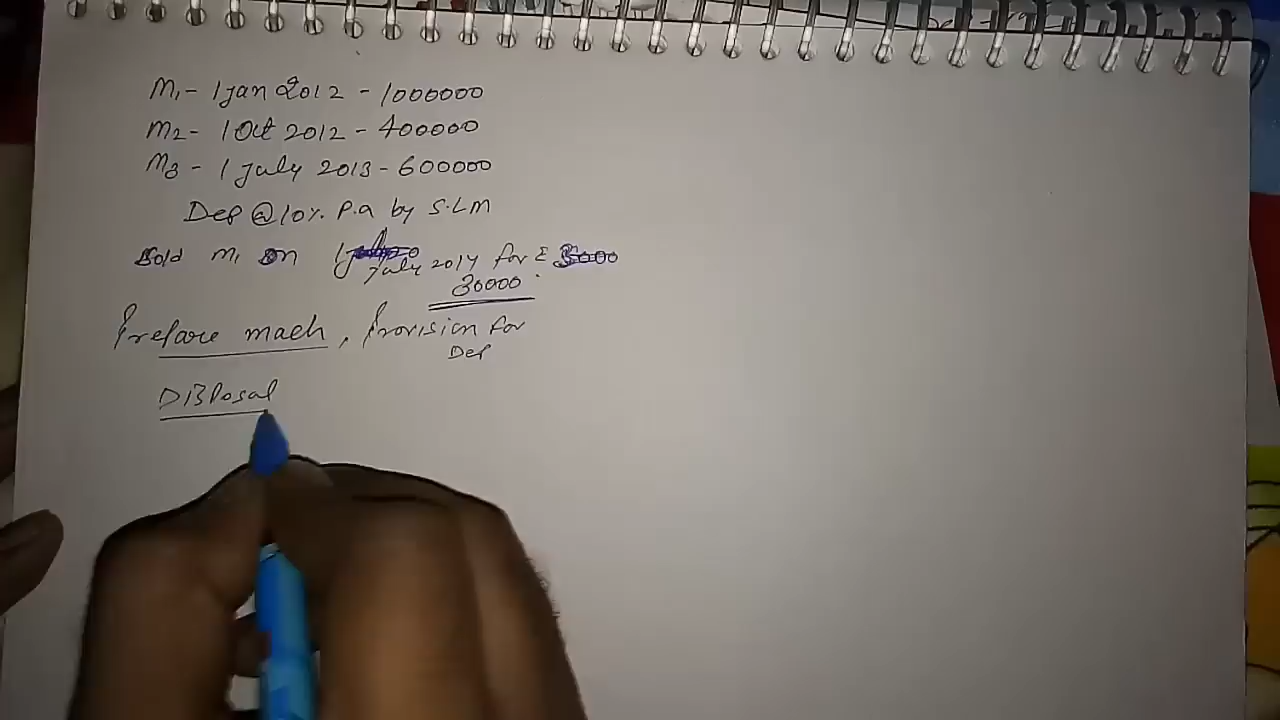 M1 - 1 Jan 2012 - 1000000
M2 - 1 Oct 2012 - 400000
M3 - 1 July 2013 - 600000
Dep @ 10%. P.a by S.L.M
Sold M1 on 1 July 2014 for
30000
Prepare mach, Provision for
Dep
Disposal